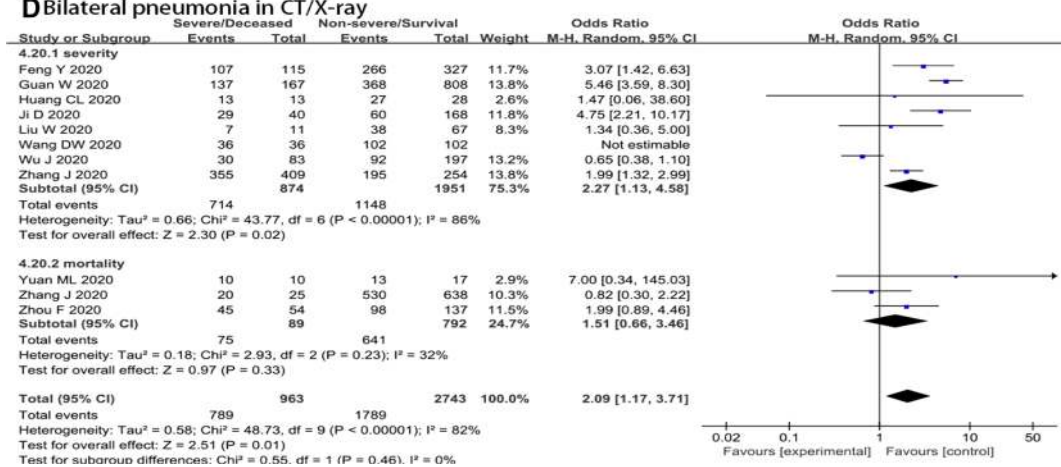 D Bilateral pneumonia in CT/X-ray
Severe/Deceased Non-severe/Survival Odds Ratio Odds Ratio
Study or Subgroup Events Total Events Total Weight M-H, Random, 95% CI M-H, Random, 95% CI
4.20.1 severity
Feng Y 2020 107 115 266 327 11.7% 3.07 [1.42, 6.63]
Guan W 2020 137 167 368 808 13.8% 5.46 [3.59, 8.30]
Huang CL 2020 13 13 27 28 2.6% 1.47 [0.06, 38.60]
Ji D 2020 29 40 60 168 11.8% 4.75 [2.21, 10.17]
Liu W 2020 7 11 38 67 8.3% 1.34 [0.36, 5.00]
Wang DW 2020 36 36 102 102 Not estimable
Wu J 2020 30 83 92 197 13.2% 0.65 [0.38, 1.10]
Zhang J 2020 355 409 195 254 13.8% 1.99 [1.32, 2.99]
Subtotal (95% CI) 874 1951 75.3% 2.27 [1.13, 4.58]
Total events 714 1148
Heterogeneity: Tau² = 0.66; Chi² = 43.77, df = 6 (P < 0.00001); I² = 86%
Test for overall effect: Z = 2.30 (P = 0.02)
4.20.2 mortality
Yuan ML 2020 10 10 13 17 2.9% 7.00 [0.34, 145.03]
Zhang J 2020 20 25 530 638 10.3% 0.82 [0.30, 2.22]
Zhou F 2020 45 54 98 137 11.5% 1.99 [0.89, 4.46]
Subtotal (95% CI) 89 792 24.7% 1.51 [0.66, 3.46]
Total events 75 641
Heterogeneity: Tau² = 0.18; Chi² = 2.93, df = 2 (P = 0.23); I² = 32%
Test for overall effect: Z = 0.97 (P = 0.33)
Total (95% CI) 963 2743 100.0% 2.09 [1.17, 3.71]
Total events 789 1789
Heterogeneity: Tau² = 0.58; Chi² = 48.73, df = 9 (P < 0.00001); I² = 82%
Test for overall effect: Z = 2.51 (P = 0.01)
Test for subgroup differences: Chi² = 0.55, df = 1 (P = 0.46), I² = 0%
0.02 0.1 1 10 50
Favours [experimental] Favours [control]